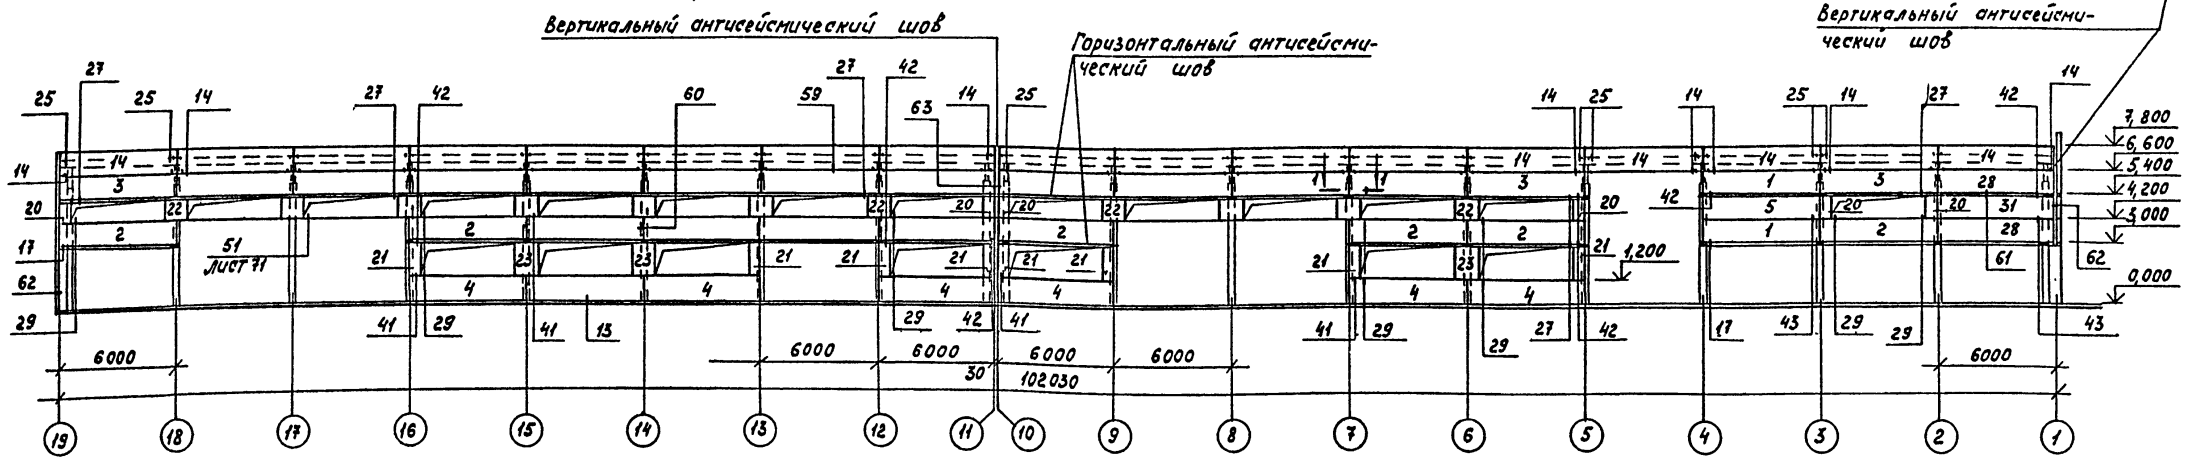 Вертикальный антисейсмический шов
Горизонтальный антисейсми-
ческий шов
Вертикальный антисейсми-
ческий шов
27 27 27 42 60 59 63 14 25
25 25 14 14 25 14 25 14 27 42 14
7,800
6,600
5,400
4,200
3,000
1,200
0,000
14 14 14 14 14
14 3 1 1 3 1 3 28
20 22 22 20 20 22 22 20 42 5 20 20 31
17 2 2 2 2 2 1 2 28
51
лист 71
21 23 23 21 21 21 21 21 21 23 21 61 62
62 4 4 4 4 4 4
29 41 29 41 15 29 42 41 41 29 29 27 42 17 43 29 29 43
6000 6000 6000 6000 6000 6000
30
102030
19 18 17 16 15 14 13 12 11 10 9 8 7 6 5 4 3 2 1